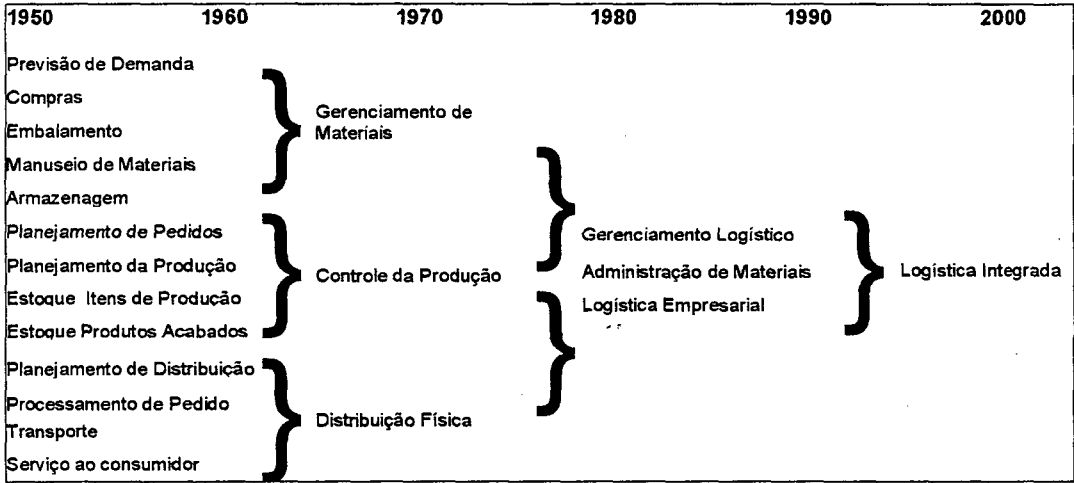 1950 1960 1970 1980 1990 2000
Previsão de Demanda
Compras
Embalamento
Manuseio de Materiais
Armazenagem
Planejamento de Pedidos
Planejamento da Produção
Estoque Itens de Produção
Estoque Produtos Acabados
Planejamento de Distribuição
Processamento de Pedido
Transporte
Serviço ao consumidor
Gerenciamento de
Materiais
Controle da Produção
Distribuição Física
Gerenciamento Logístico
Administração de Materiais
Logística Empresarial
Logística Integrada